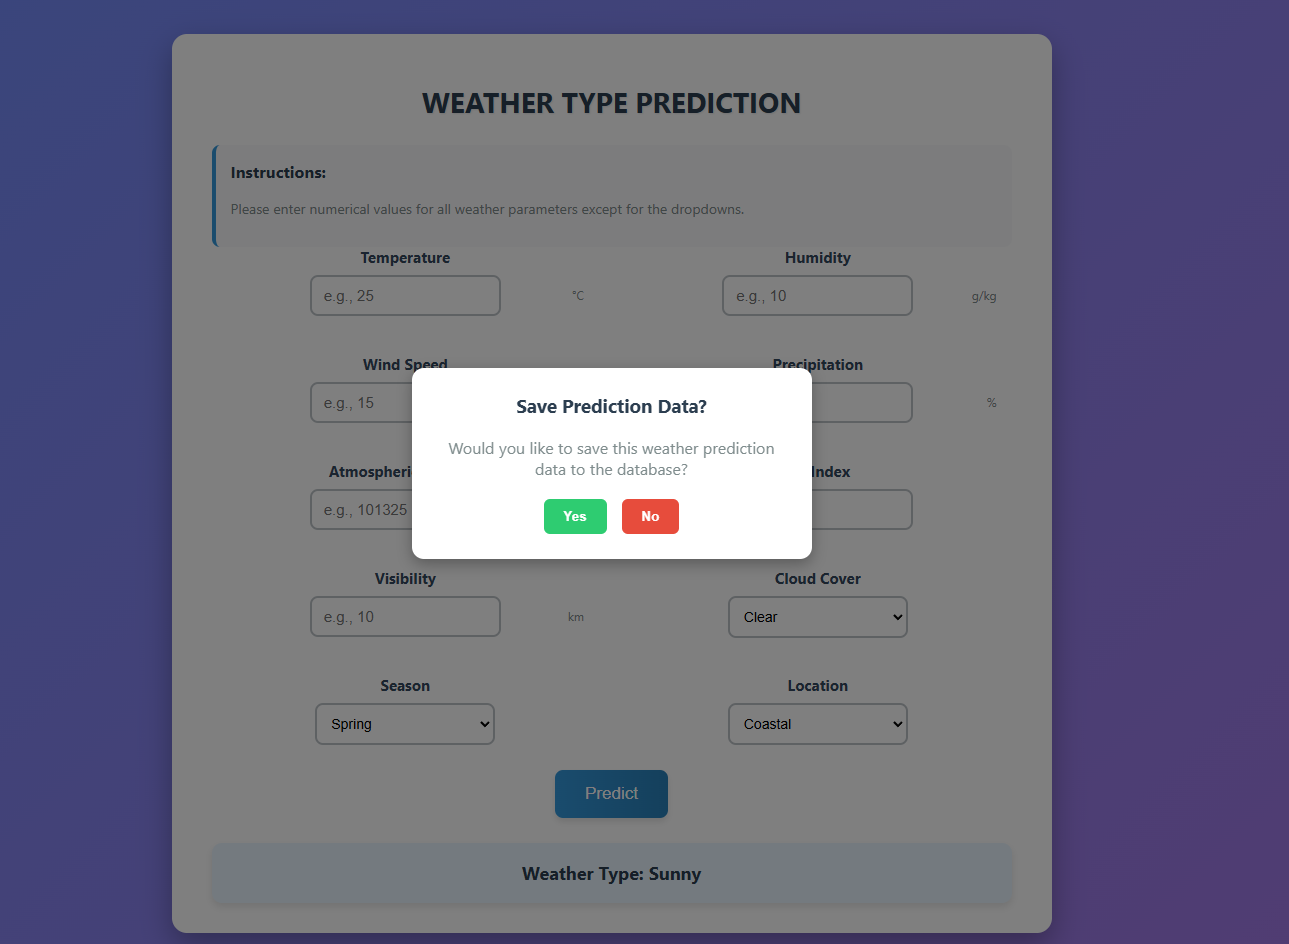 WEATHER TYPE PREDICTION
Instructions:
Please enter numerical values for all weather parameters except for the dropdowns.
Temperature
Humidity
e.g., 25
°C
e.g., 10
g/kg
Wind Speed
Precipitation
e.g., 15
%
Save Prediction Data?
Would you like to save this weather prediction
data to the database?
Yes
No
Atmospheri
Index
e.g., 101325
Visibility
Cloud Cover
e.g., 10
km
Clear
Season
Location
Spring
Coastal
Predict
Weather Type: Sunny